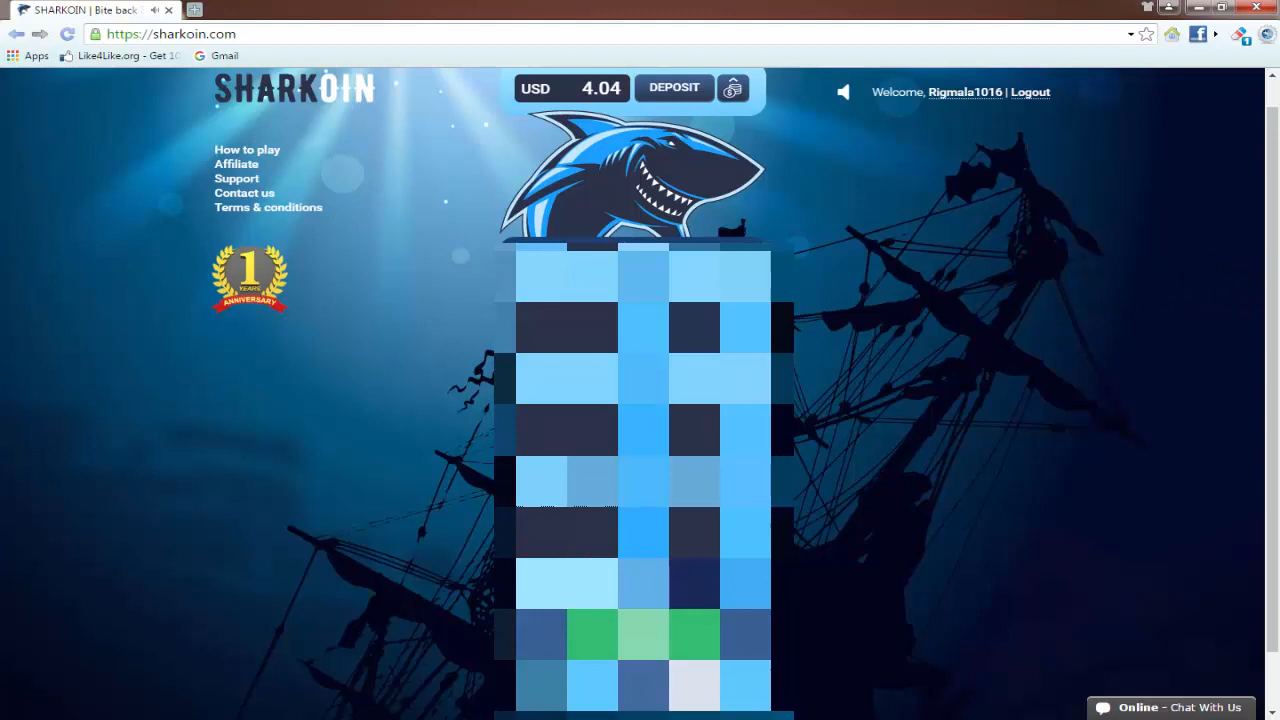 SHARKOIN | Bite back
https://sharkoin.com
Apps
Like4Like.org - Get 10
Gmail
SHARKOIN
USD 4.04 DEPOSIT
Welcome, Rigmala1016 | Logout
How to play
Affiliate
Support
Contact us
Terms & conditions
1
YEARS
ANNIVERSARY
Online - Chat With Us